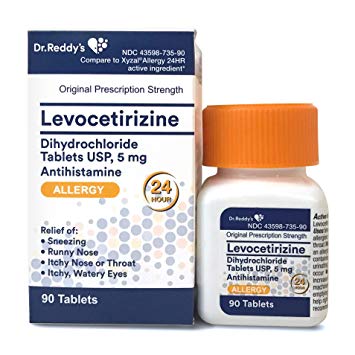 Dr.Reddy's
NDC 43598-735-90
Compare to Xyzal® Allergy 24HR
active ingredient*
Original Prescription Strength
Levocetirizine
Dihydrochloride
Tablets USP, 5 mg
Antihistamine
ALLERGY
24
HOUR
Relief of:
• Sneezing
• Runny Nose
• Itchy Nose or Throat
• Itchy, Watery Eyes
90 Tablets
Dr.Reddy's
NDC 43598-735-90
Original Prescription Strength
Levocetirizine
Dihydrochloride
Tablets USP, 5 mg
Antihistamine
ALLERGY
24
HOUR
90 Tablets